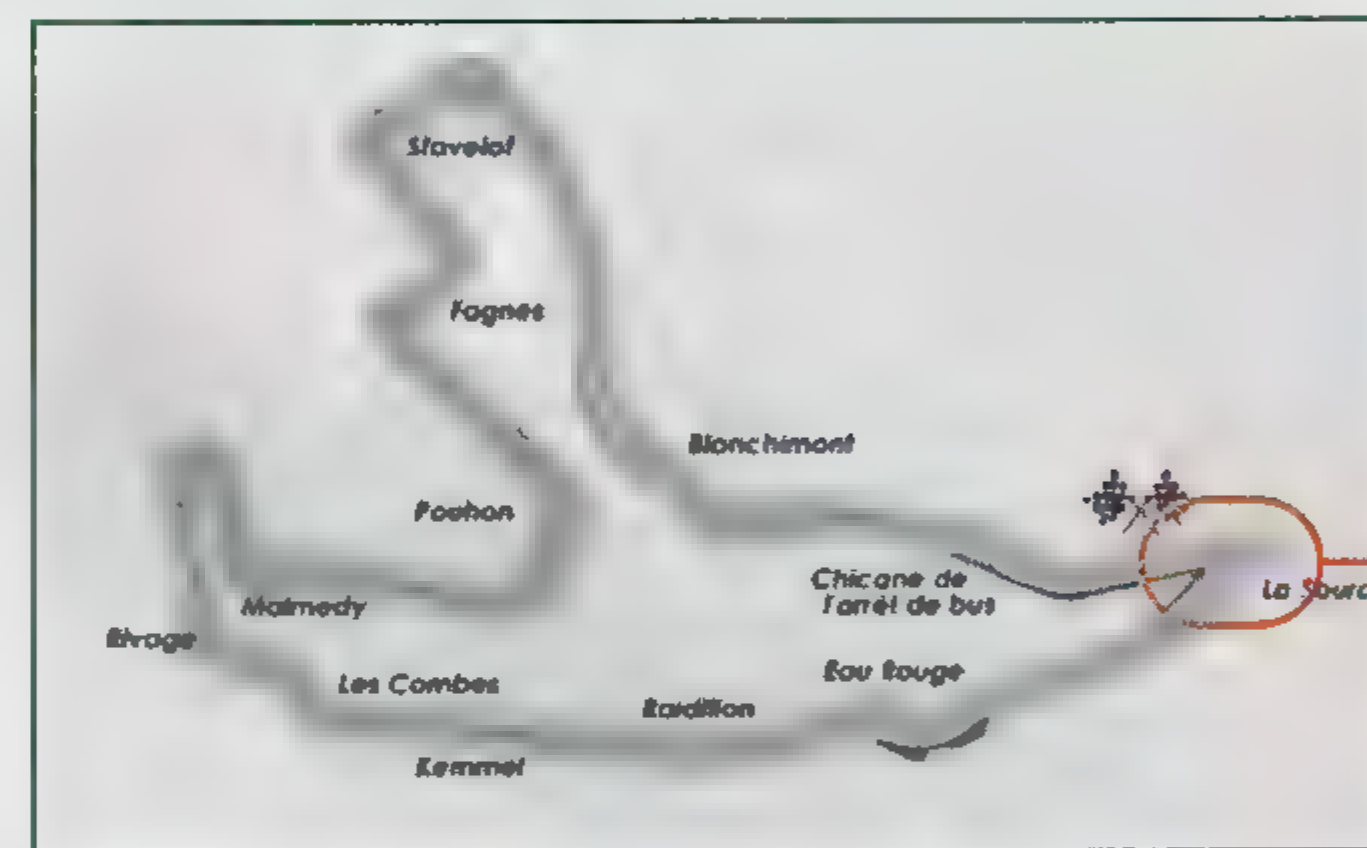 Stavelot
Fagnes
Blanchimont
Pouhon
Chicane de
l'arrêt de bus
La Sourc
Malmedy
Rivage
Eau Rouge
Les Combes
Raidillon
Kemmel